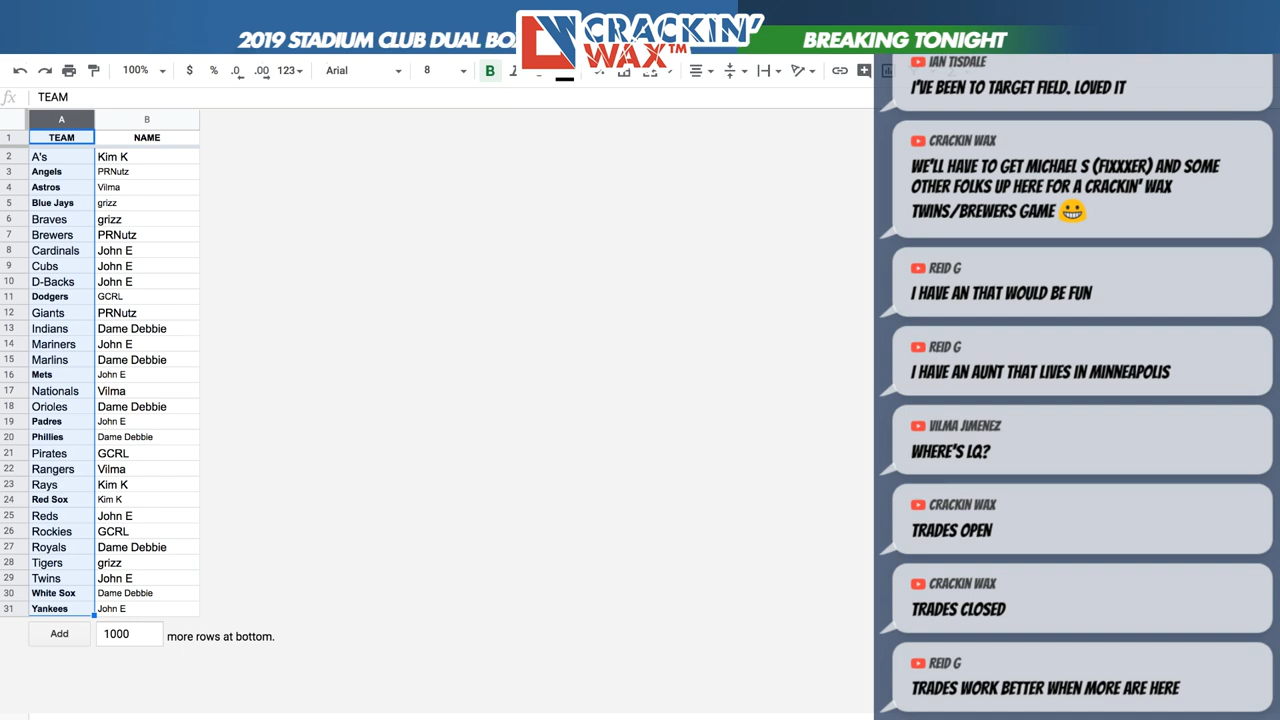 2019 STADIUM CLUB DUAL BO
CRACKIN'
WAX™
BREAKING TONIGHT
100%
$ % .0 .00 123
Arial
8
B
fx TEAM
A B
1 TEAM NAME
2 A's Kim K
3 Angels PRNutz
4 Astros Vilma
5 Blue Jays grizz
6 Braves grizz
7 Brewers PRNutz
8 Cardinals John E
9 Cubs John E
10 D-Backs John E
11 Dodgers GCRL
12 Giants PRNutz
13 Indians Dame Debbie
14 Mariners John E
15 Marlins Dame Debbie
16 Mets John E
17 Nationals Vilma
18 Orioles Dame Debbie
19 Padres John E
20 Phillies Dame Debbie
21 Pirates GCRL
22 Rangers Vilma
23 Rays Kim K
24 Red Sox Kim K
25 Reds John E
26 Rockies GCRL
27 Royals Dame Debbie
28 Tigers grizz
29 Twins John E
30 White Sox Dame Debbie
31 Yankees John E
Add 1000 more rows at bottom.
IAN TISDALE
I'VE BEEN TO TARGET FIELD. LOVED IT
CRACKIN WAX
WE'LL HAVE TO GET MICHAEL S (FIXXXER) AND SOME
OTHER FOLKS UP HERE FOR A CRACKIN' WAX
TWINS/BREWERS GAME 😀
REID G
I HAVE AN THAT WOULD BE FUN
REID G
I HAVE AN AUNT THAT LIVES IN MINNEAPOLIS
VILMA JIMENEZ
WHERE'S LQ?
CRACKIN WAX
TRADES OPEN
CRACKIN WAX
TRADES CLOSED
REID G
TRADES WORK BETTER WHEN MORE ARE HERE